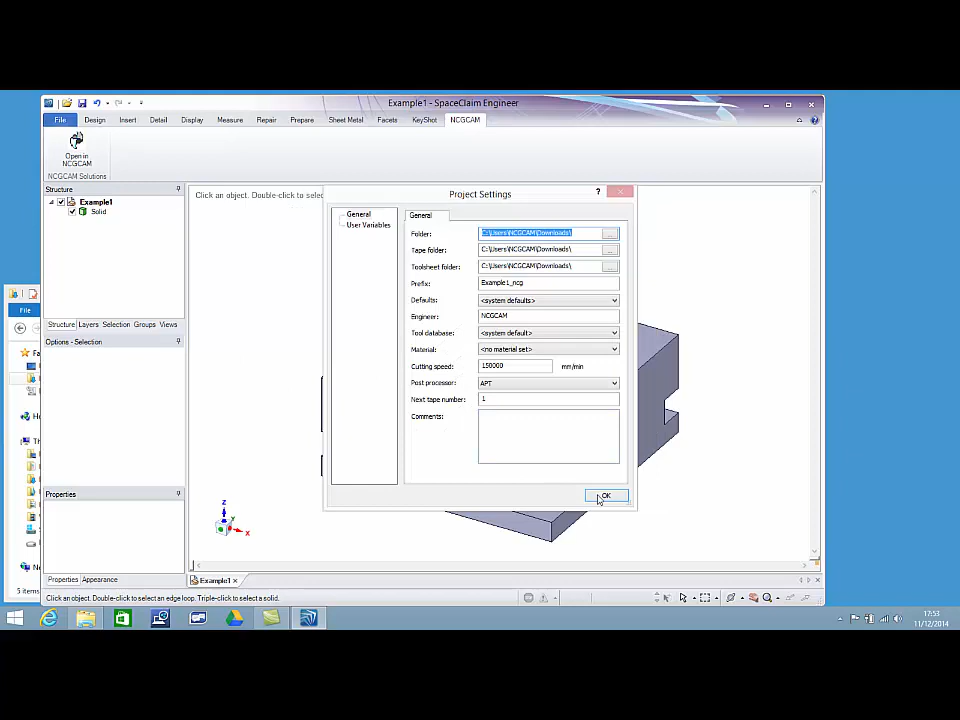 Example1 - SpaceClaim Engineer
File Design Insert Detail Display Measure Repair Prepare Sheet Metal Facets KeyShot NCGCAM
Open in
NCGCAM
NCGCAM Solutions
Structure
Example1
Solid
Click an object. Double-click to selec
Project Settings
?
General
User Variables
General
Folder: C:\Users\NCGCAM\Downloads\ ...
Tape folder: C:\Users\NCGCAM\Downloads\ ...
Toolsheet folder: C:\Users\NCGCAM\Downloads\ ...
Prefix: Example1_ncg
Defaults: <system defaults>
Engineer: NCGCAM
Tool database: <system default>
Material: <no material set>
Cutting speed: 150000 mm/min
Post processor: APT
Next tape number: 1
Comments:
OK
File
Structure Layers Selection Groups Views
Options - Selection
Properties
Z
Y
X
Properties Appearance
Example1
5 items
Click an object. Double-click to select an edge loop. Triple-click to select a solid.
17:53
11/12/2014